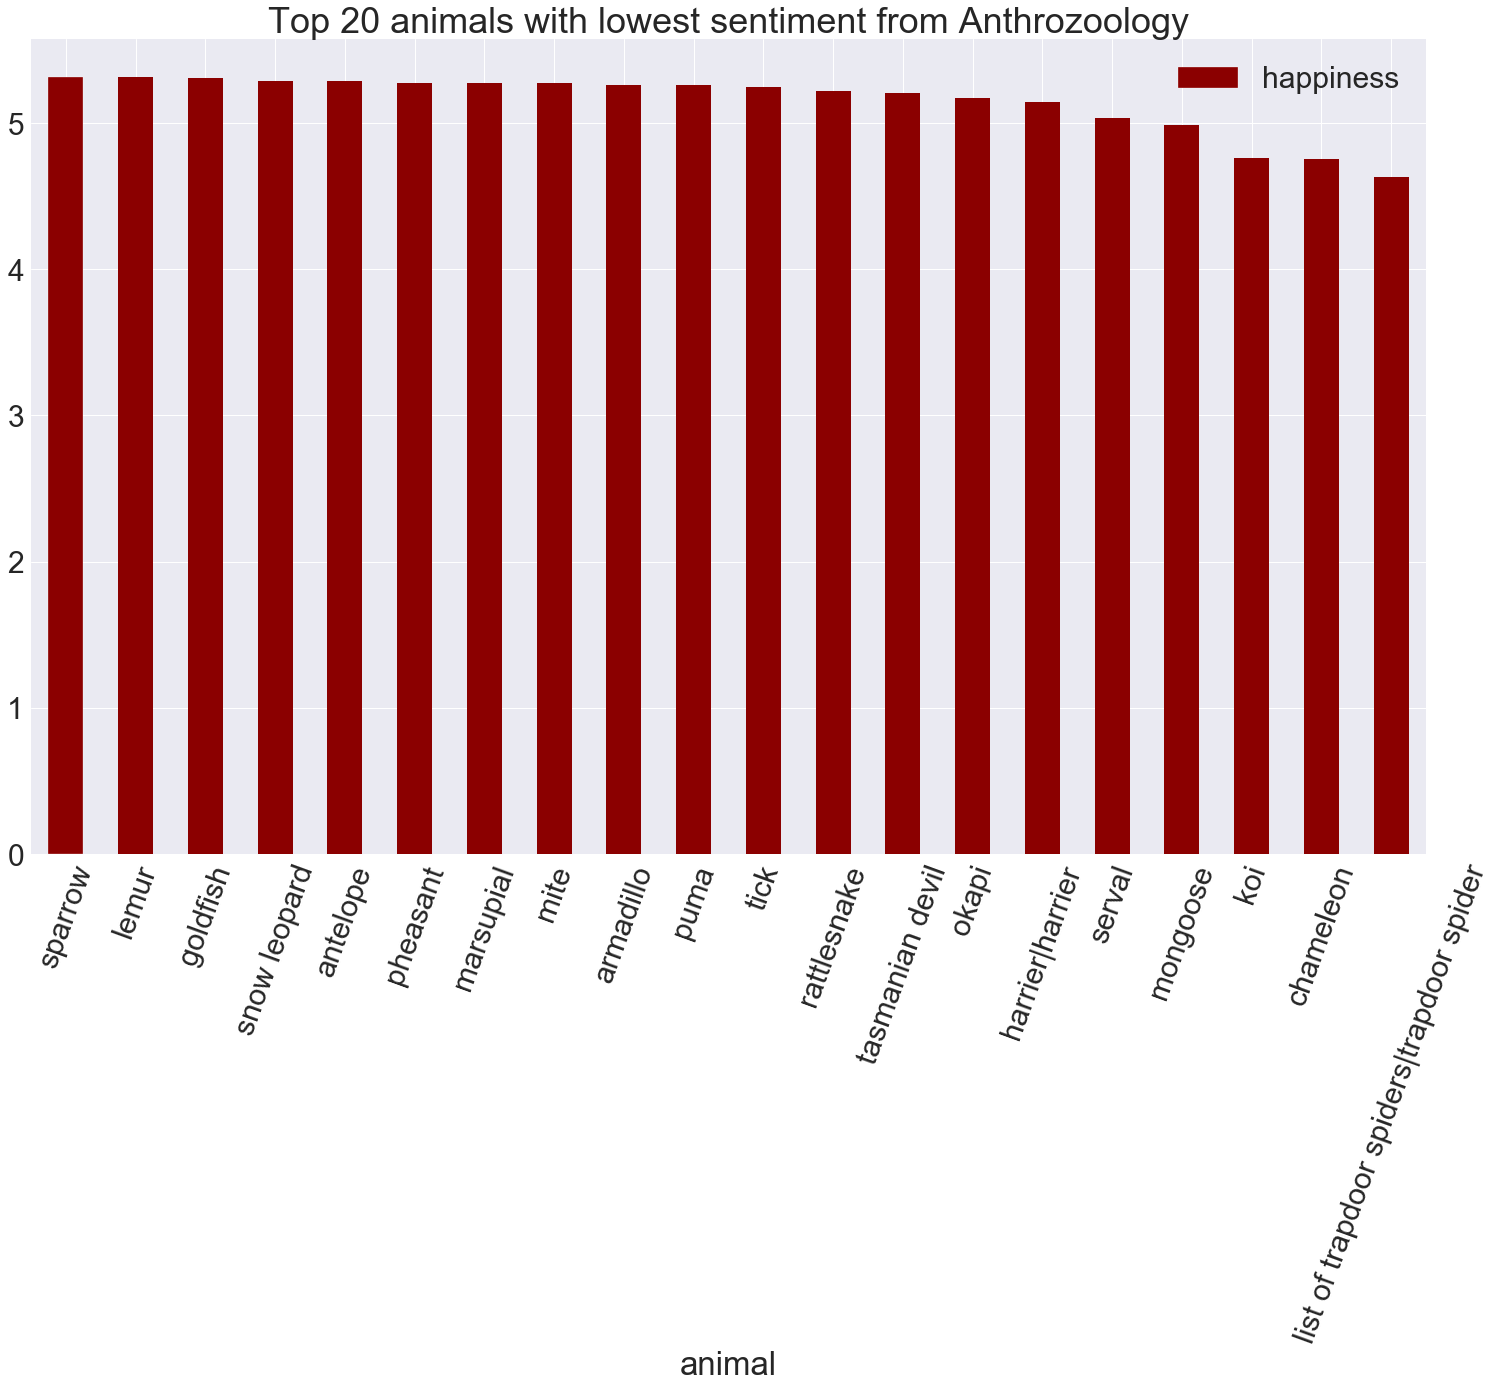 Top 20 animals with lowest sentiment from Anthrozoology
happiness
5
4
3
2
1
0
sparrow
lemur
goldfish
snow leopard
antelope
pheasant
marsupial
mite
armadillo
puma
tick
rattlesnake
tasmanian devil
okapi
harrier|harrier
serval
mongoose
koi
chameleon
list of trapdoor spiders|trapdoor spider
animal